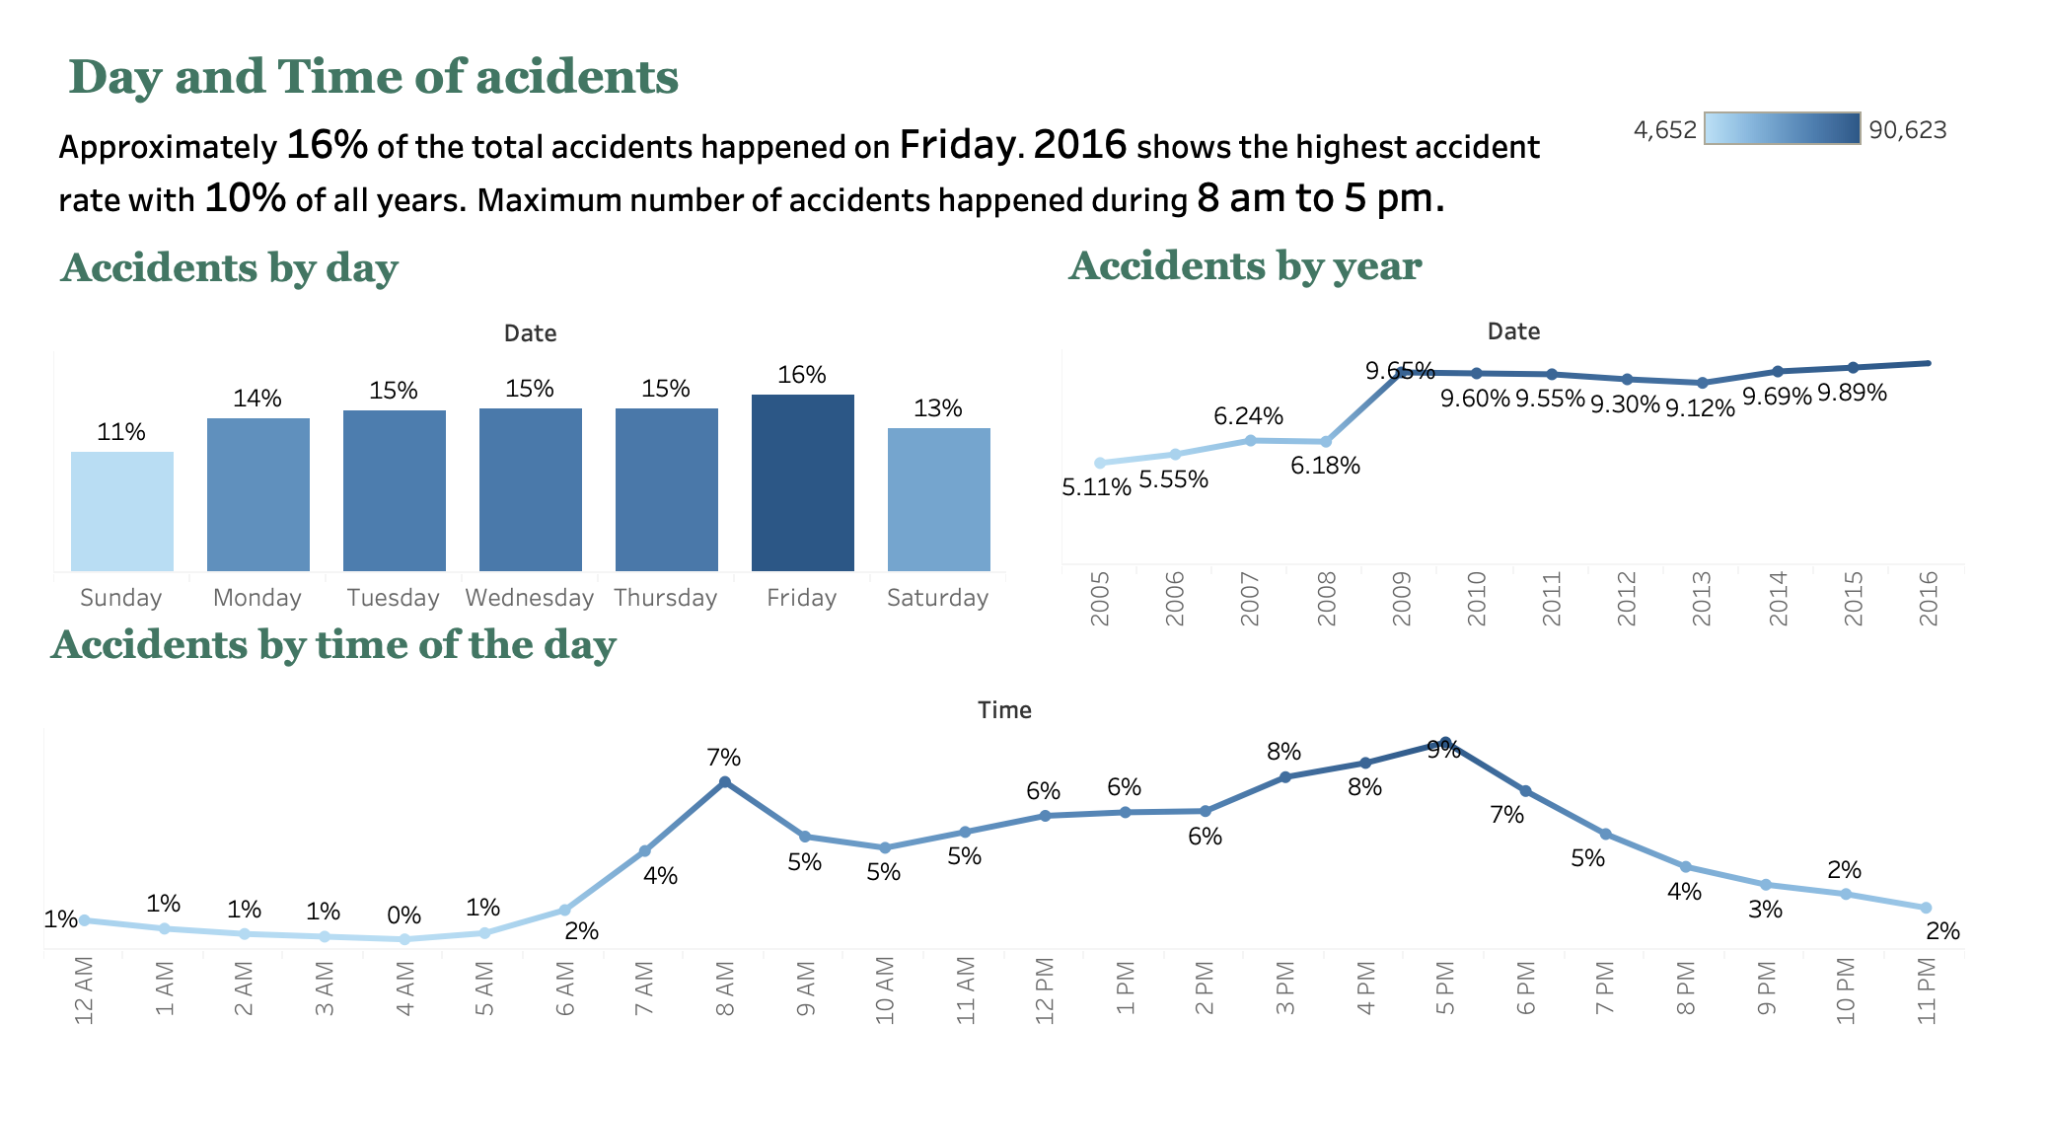 Day and Time of acidents
4,652 90,623
Approximately 16% of the total accidents happened on Friday. 2016 shows the highest accident
rate with 10% of all years. Maximum number of accidents happened during 8 am to 5 pm.
Accidents by day
Date
11% 14% 15% 15% 15% 16% 13%
Sunday Monday Tuesday Wednesday Thursday Friday Saturday
Accidents by year
Date
5.11% 5.55% 6.24% 6.18% 9.65% 9.60% 9.55% 9.30% 9.12% 9.69% 9.89%
2005 2006 2007 2008 2009 2010 2011 2012 2013 2014 2015 2016
Accidents by time of the day
Time
1% 1% 1% 1% 0% 1% 2% 4% 7% 5% 5% 5% 6% 6% 6% 8% 8% 9% 7% 5% 4% 3% 2% 2%
12 AM 1 AM 2 AM 3 AM 4 AM 5 AM 6 AM 7 AM 8 AM 9 AM 10 AM 11 AM 12 PM 1 PM 2 PM 3 PM 4 PM 5 PM 6 PM 7 PM 8 PM 9 PM 10 PM 11 PM